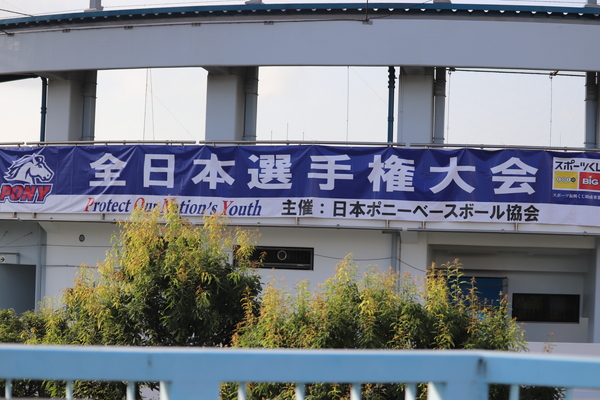 PONY
全日本選手権大会
Protect Our Nation's Youth
主催：日本ポニーベースボール協会
スポーツくじ
BIG